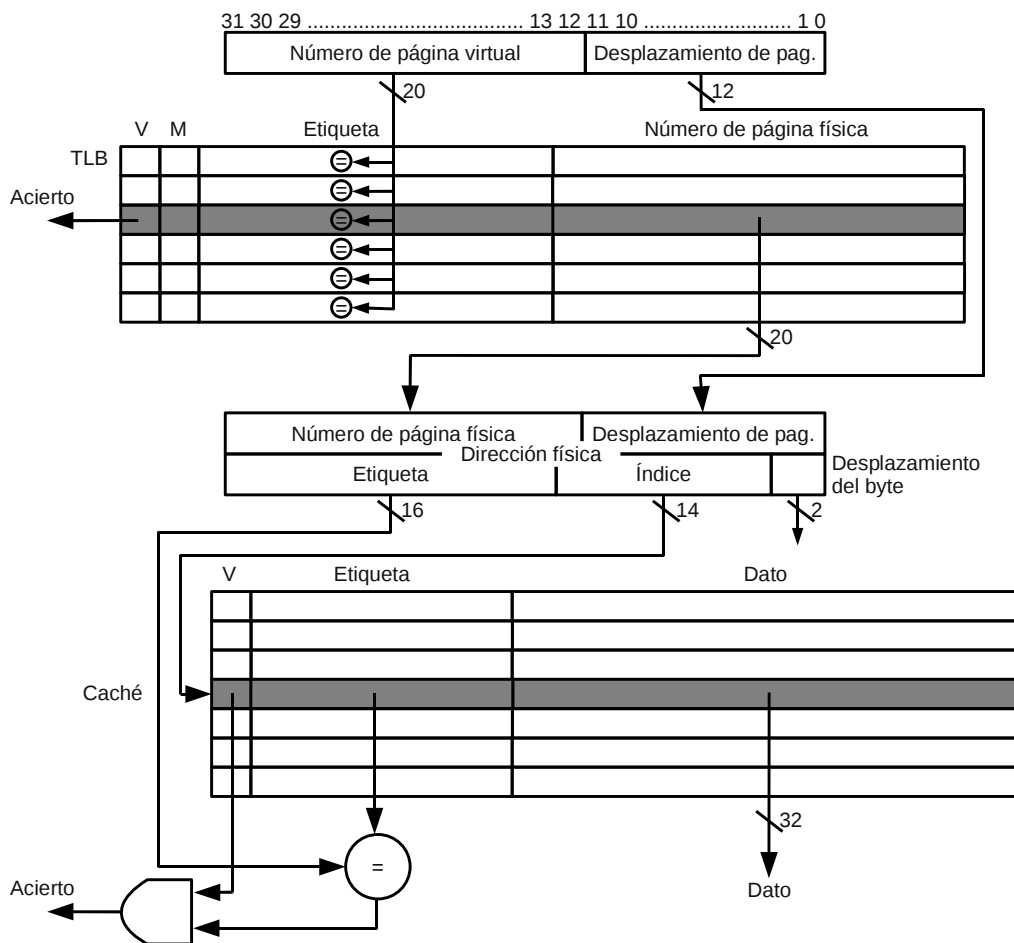 31 30 29 ....................................... 13 12 11 10 .......................... 1 0
Número de página virtual Desplazamiento de pag.
20 12
V M Etiqueta Número de página física
TLB =
Acierto =
=
=
=
=
20
Número de página física Desplazamiento de pag.
Dirección física
Etiqueta Índice Desplazamiento del byte
16 14 2
V Etiqueta Dato
Caché
32
=
Acierto Dato